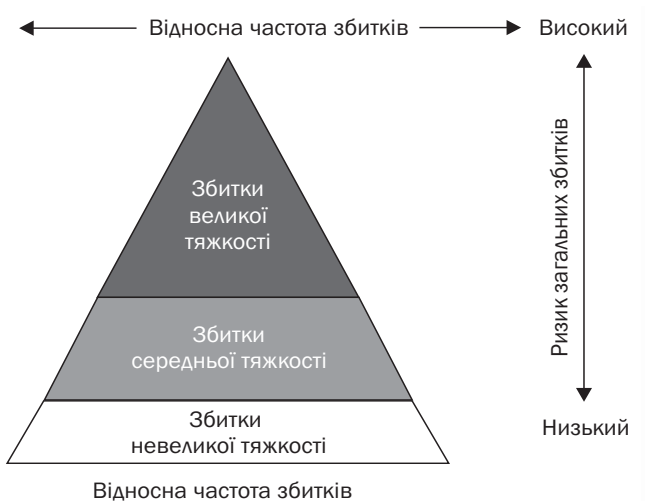 Відносна частота збитків
Високий
Збитки
великої
тяжкості
Ризик загальних збитків
Збитки
середньої тяжкості
Збитки
невеликої тяжкості
Низький
Відносна частота збитків